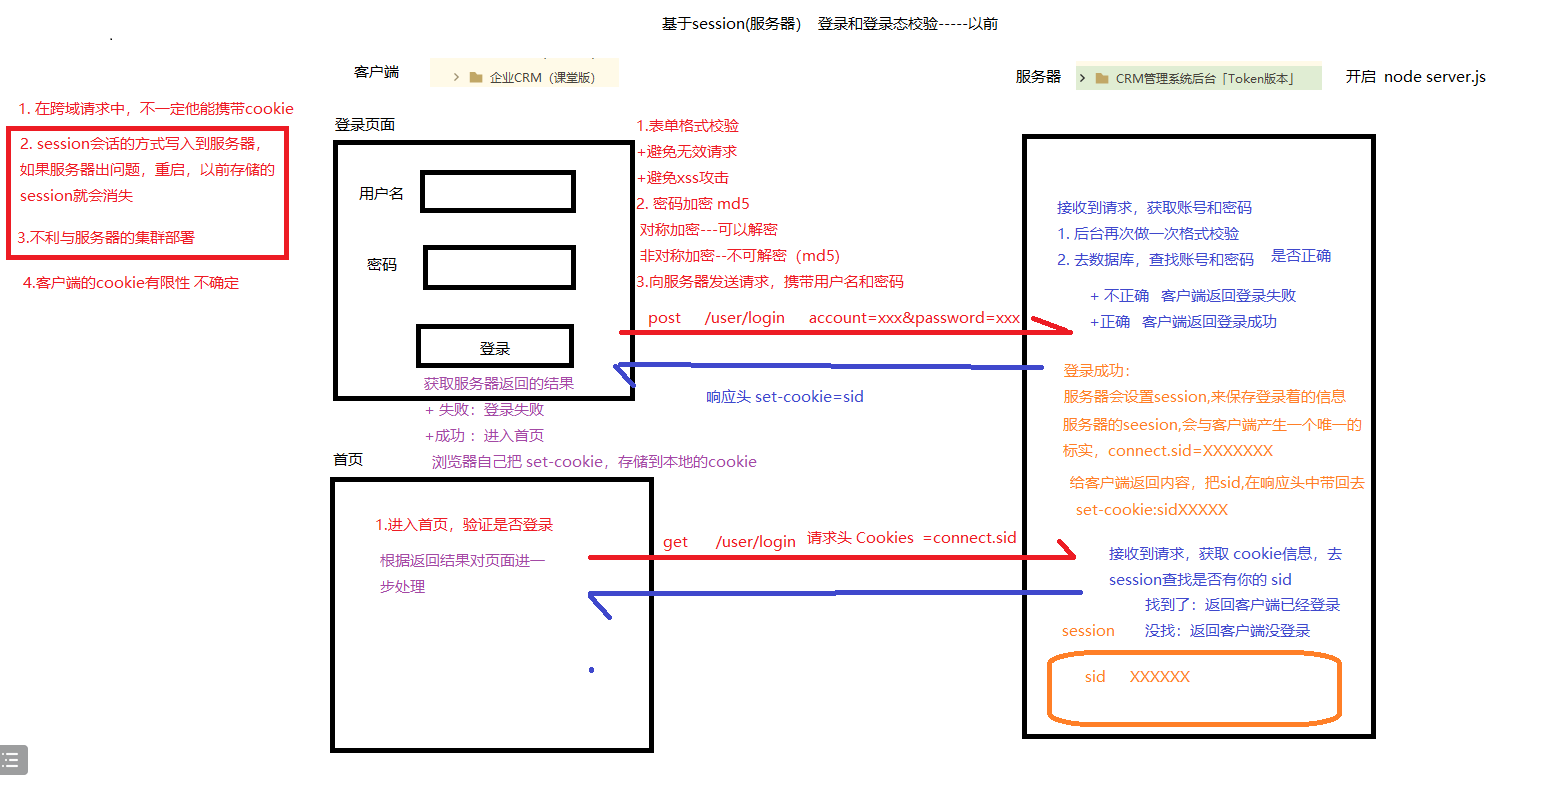 基于session(服务器)    登录和登录态校验-----以前
客户端
企业CRM（课堂版）
服务器
CRM管理系统后台「Token版本」
开启  node server.js
1. 在跨域请求中，不一定他能携带cookie
2. session会话的方式写入到服务器，
如果服务器出问题，重启，以前存储的
session就会消失
3.不利与服务器的集群部署
4.客户端的cookie有限性 不确定
登录页面
用户名
密码
登录
获取服务器返回的结果
+ 失败：登录失败
+成功 ：进入首页
浏览器自己把 set-cookie，存储到本地的cookie
1.表单格式校验
+避免无效请求
+避免xss攻击
2. 密码加密 md5
对称加密---可以解密
非对称加密--不可解密（md5）
3.向服务器发送请求，携带用户名和密码
post     /user/login     account=xxx&password=xxx
响应头 set-cookie=sid
接收到请求，获取账号和密码
1. 后台再次做一次格式校验
2. 去数据库，查找账号和密码    是否正确
+ 不正确   客户端返回登录失败
+正确   客户端返回登录成功
登录成功：
服务器会设置session,来保存登录着的信息
服务器的seesion,会与客户端产生一个唯一的
标实，connect.sid=XXXXXXX
给客户端返回内容，把sid,在响应头中带回去
set-cookie:sidXXXXX
首页
1.进入首页，验证是否登录
根据返回结果对页面进一
步处理
get      /user/login   请求头 Cookies  =connect.sid
接收到请求，获取 cookie信息，去
session查找是否有你的 sid
找到了：返回客户端已经登录
没找：返回客户端没登录
session
sid     XXXXXX